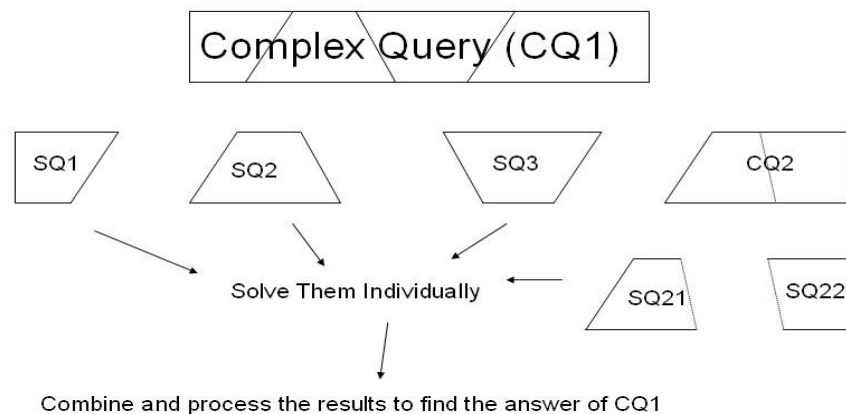 Complex Query (CQ1)
SQ1
SQ2
SQ3
CQ2
Solve Them Individually
SQ21
SQ22
Combine and process the results to find the answer of CQ1